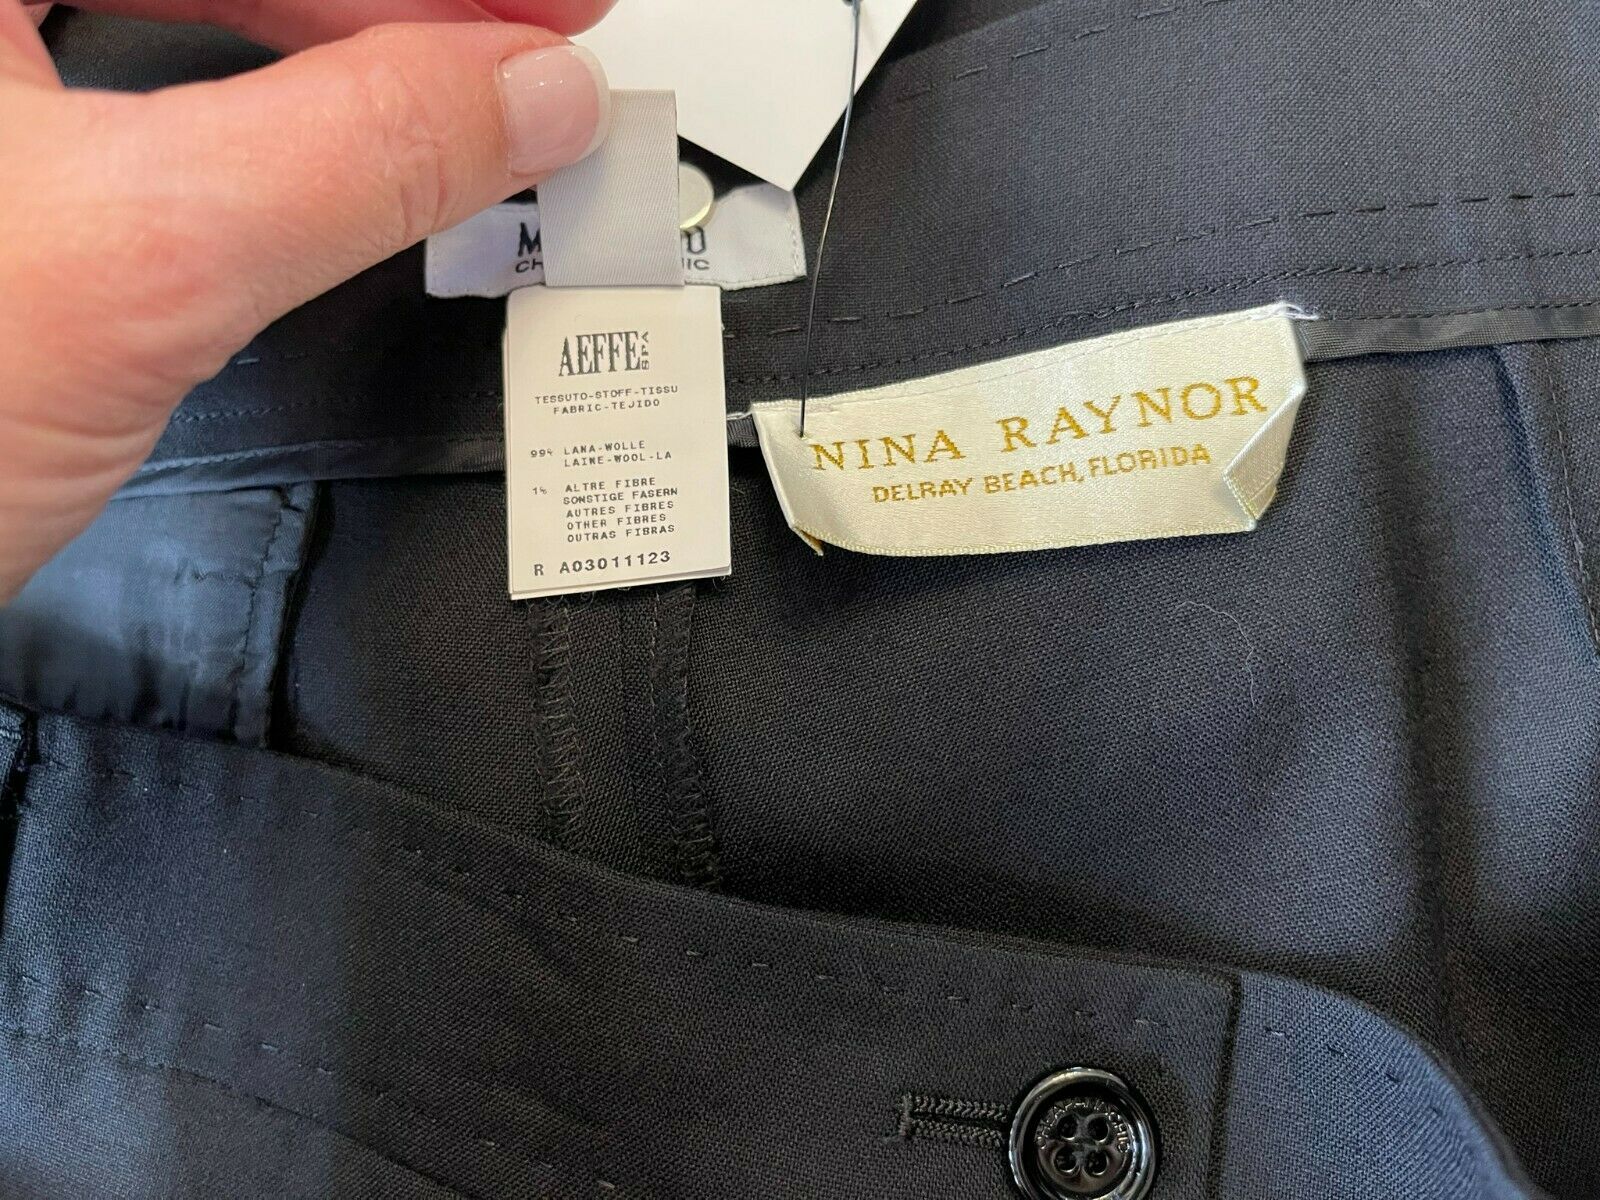 AEFFE SPA
TESSUTO-STOFF-TISSU
FABRIC-TEJIDO
99% LANA-WOLLE
LAINE-WOOL-LA
1% ALTRE FIBRE
SONSTIGE FASERN
AUTRES FIBRES
OTHER FIBRES
OUTRAS FIBRAS
R A03011123
NINA RAYNOR
DELRAY BEACH, FLORIDA
CHEAPANDCHIC